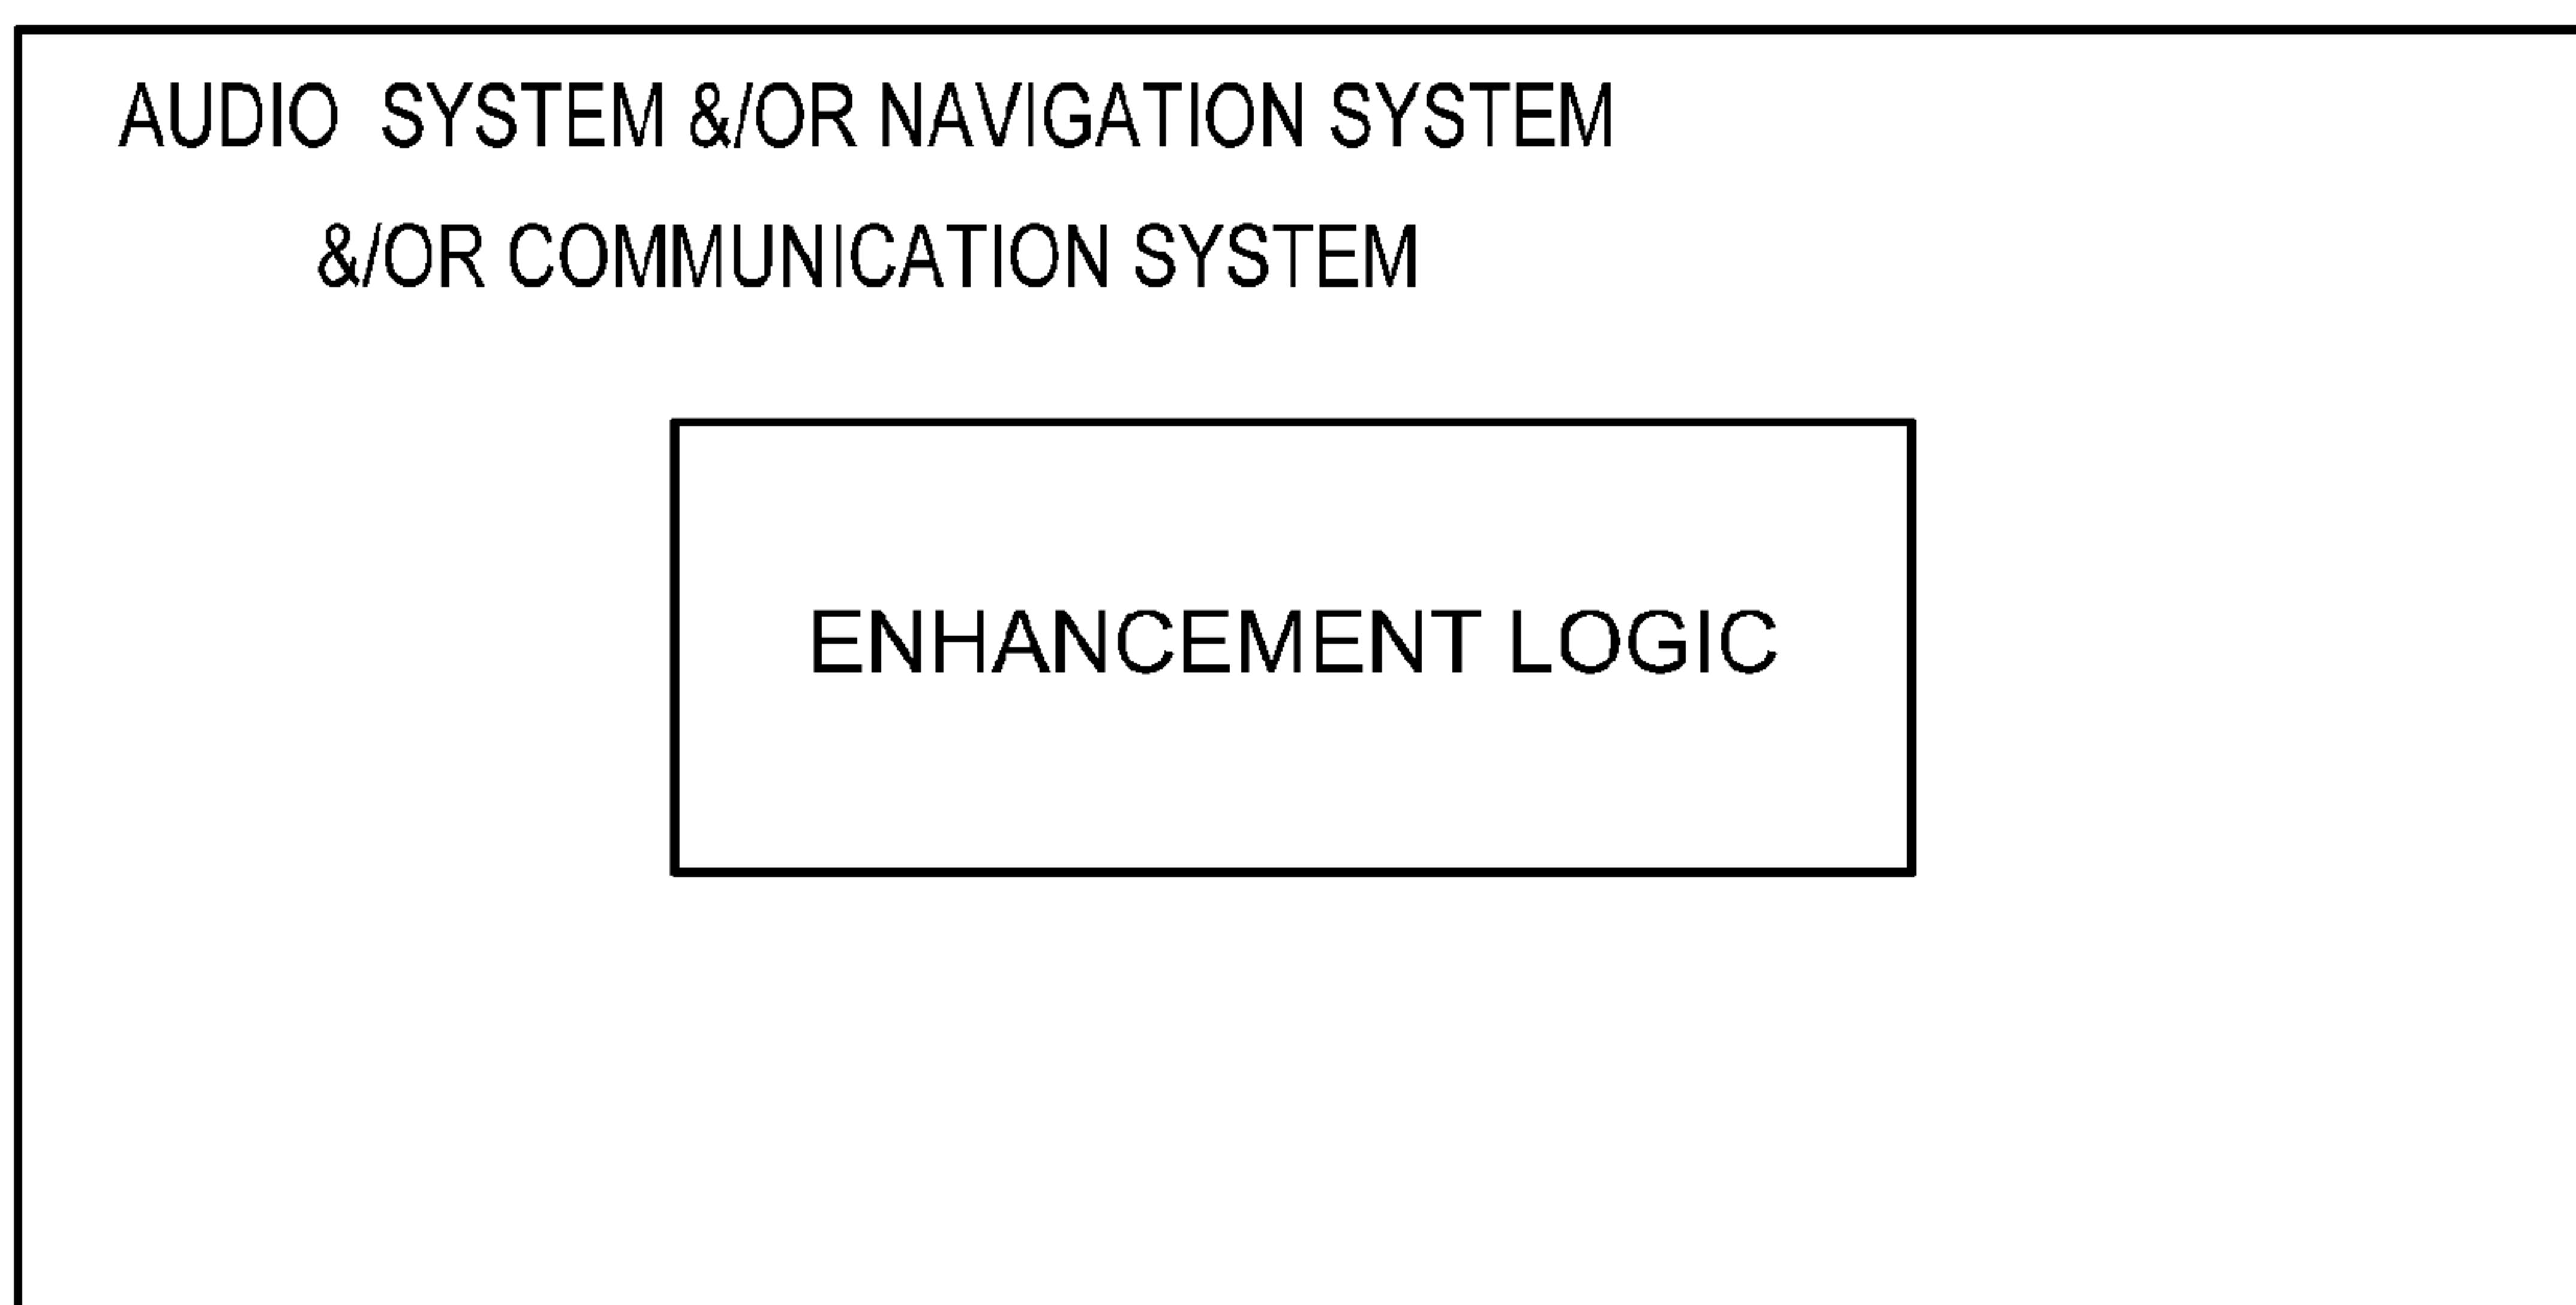 AUDIO SYSTEM &/OR NAVIGATION SYSTEM
&/OR COMMUNICATION SYSTEM
ENHANCEMENT LOGIC